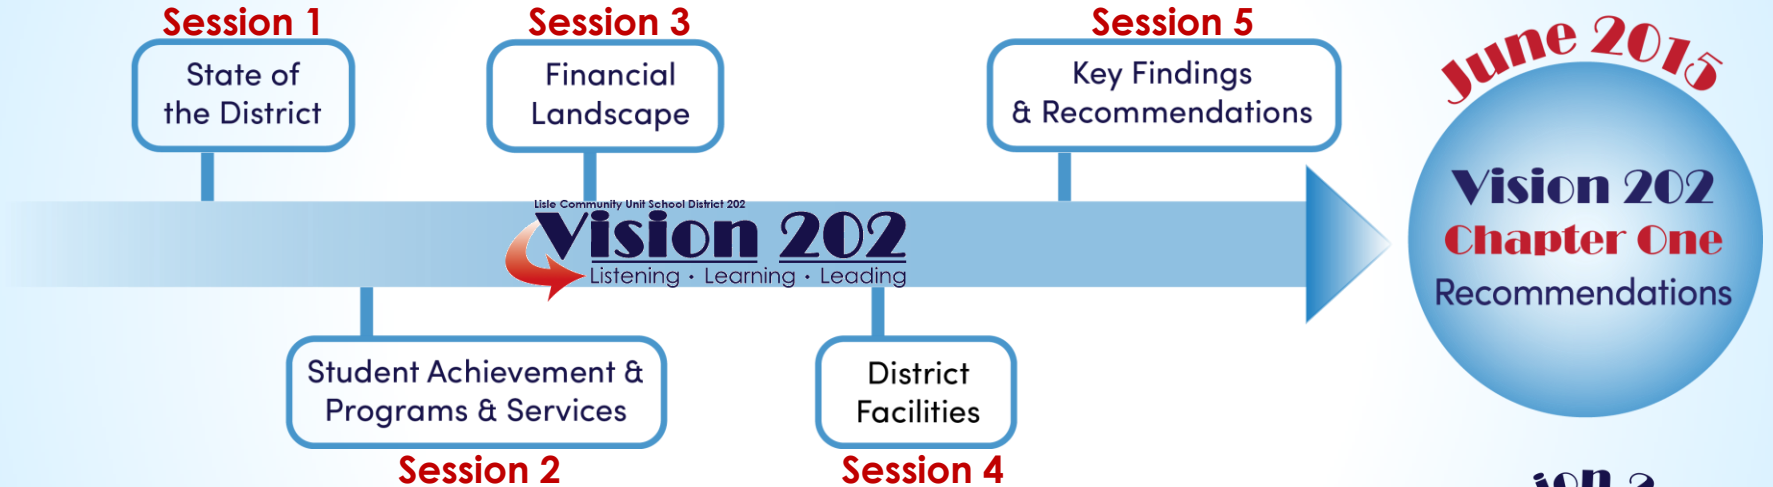 Session 1
State of
the District
Session 3
Financial
Landscape
Session 5
Key Findings
& Recommendations
June 2015
Vision 202
Chapter One
Recommendations
Lisle Community Unit School District 202
Vision 202
Listening • Learning • Leading
Student Achievement &
Programs & Services
Session 2
District
Facilities
Session 4